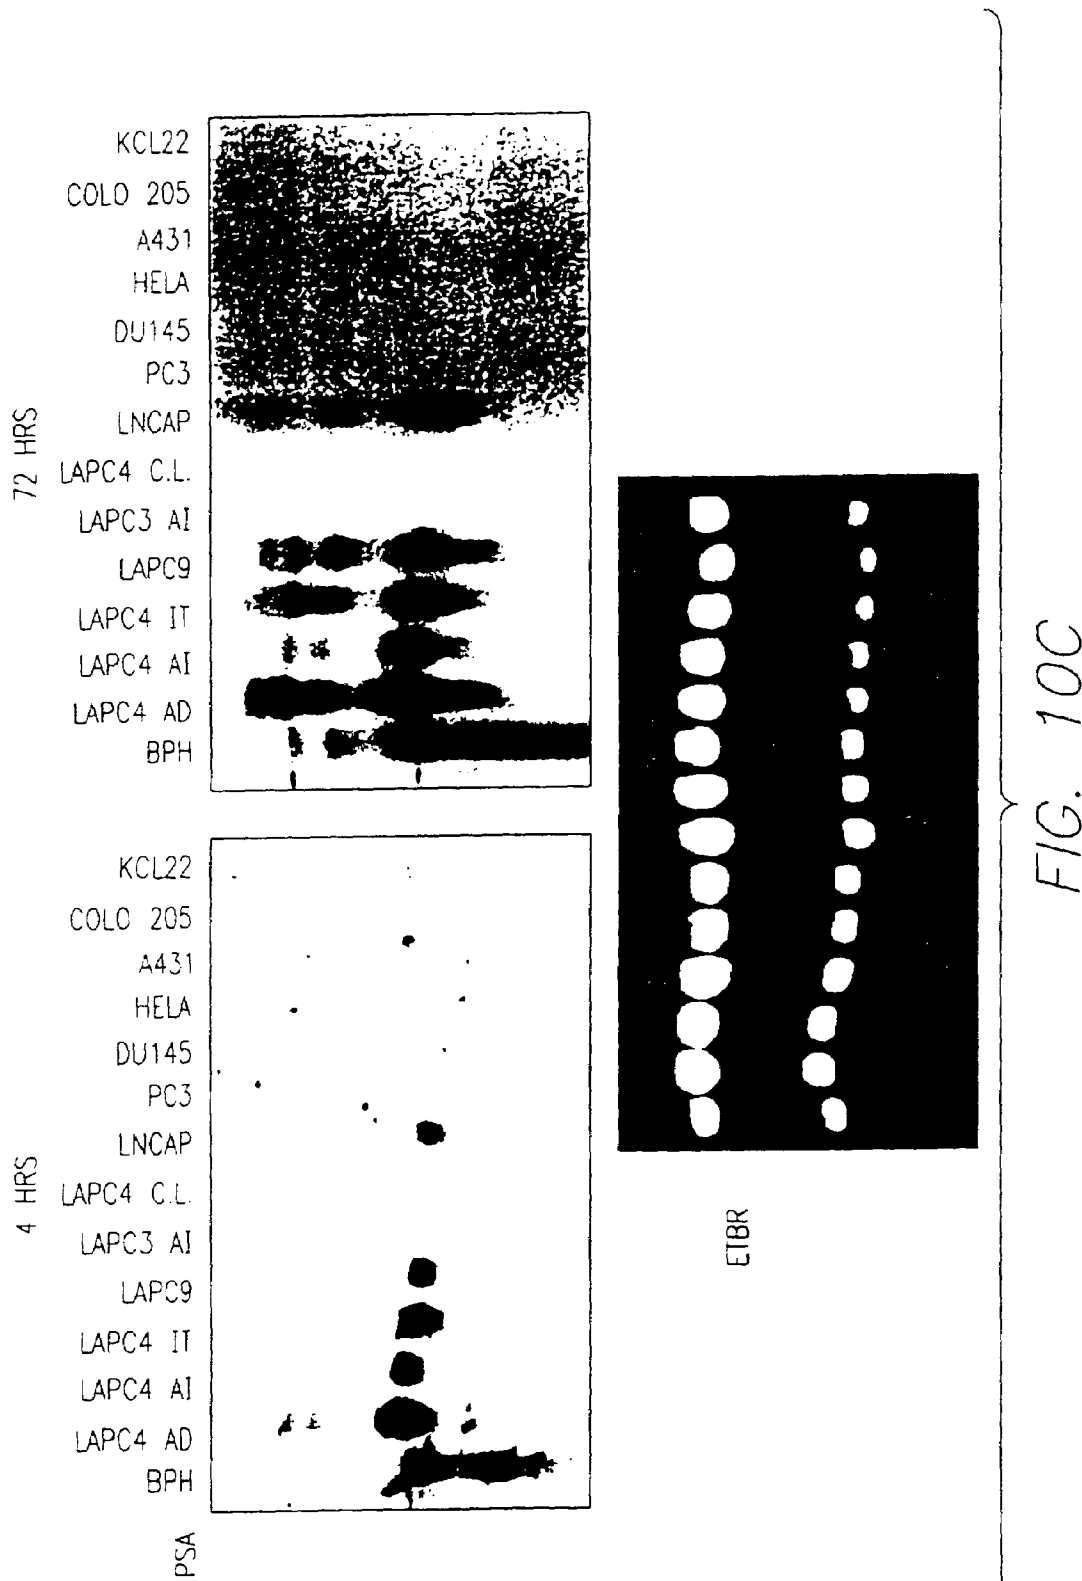 72 HRS
KCL22
COLO 205
A431
HELA
DU145
PC3
LNCAP
LAPC4 C.L.
LAPC3 AI
LAPC9
LAPC4 IT
LAPC4 AI
LAPC4 AD
BPH
4 HRS
KCL22
COLO 205
A431
HELA
DU145
PC3
LNCAP
LAPC4 C.L.
LAPC3 AI
LAPC9
LAPC4 IT
LAPC4 AI
LAPC4 AD
BPH
PSA
ETBR
FIG. 10C